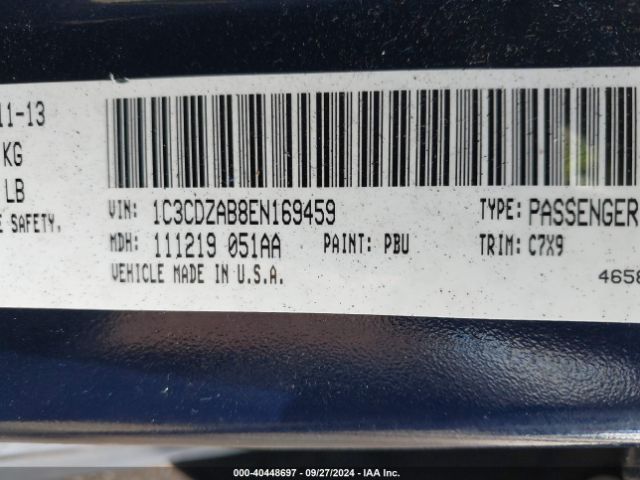 11-13
KG
LB
E SAFETY.
VIN: 1C3CDZAB8EN169459 TYPE: PASSENGER
MDH: 111219 051AA PAINT: PBU TRIM: C7X9
VEHICLE MADE IN U.S.A.
4658
000-40448697 - 09/27/2024 - IAA Inc.